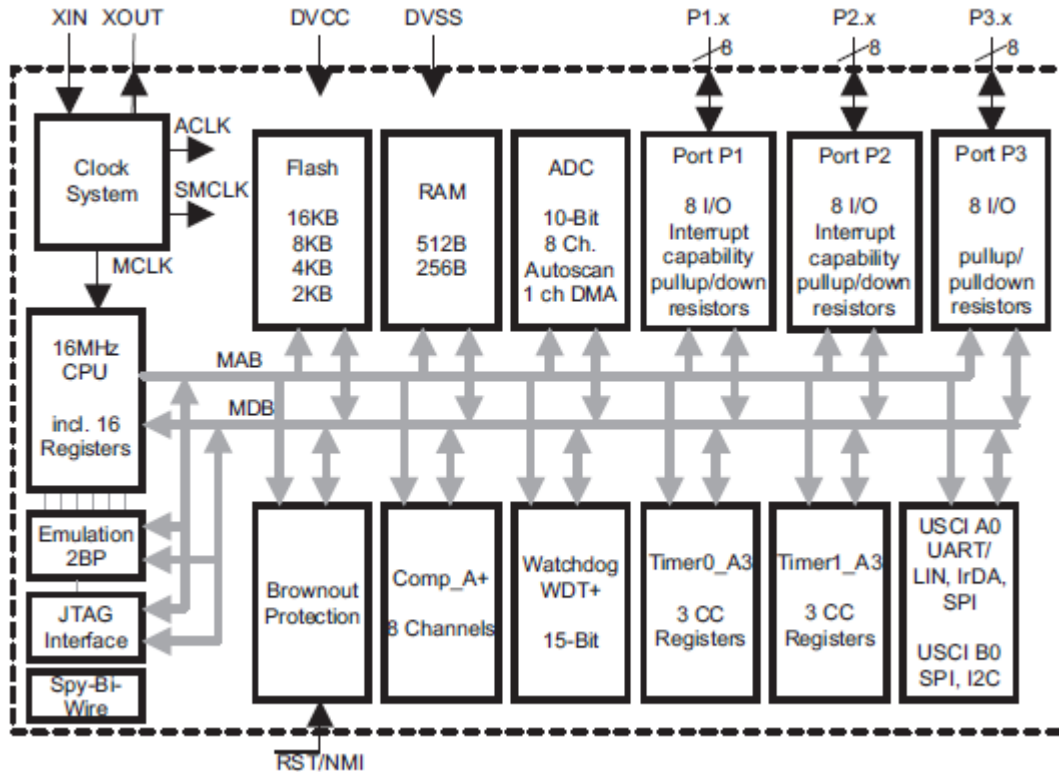 XIN
XOUT
DVCC
DVSS
P1.x
P2.x
P3.x
8
8
8
Clock
System
ACLK
SMCLK
MCLK
Flash
16KB
8KB
4KB
2KB
RAM
512B
256B
ADC
10-Bit
8 Ch.
Autoscan
1 ch DMA
Port P1
8 I/O
Interrupt
capability
pullup/down
resistors
Port P2
8 I/O
Interrupt
capability
pullup/down
resistors
Port P3
8 I/O
pullup/
pulldown
resistors
16MHz
CPU
incl. 16
Registers
MAB
MDB
Emulation
2BP
JTAG
Interface
Spy-Bi-
Wire
Brownout
Protection
Comp_A+
8 Channels
Watchdog
WDT+
15-Bit
Timer0_A3
3 CC
Registers
Timer1_A3
3 CC
Registers
USCI A0
UART/
LIN, IrDA,
SPI
USCI B0
SPI, I2C
RST/NMI